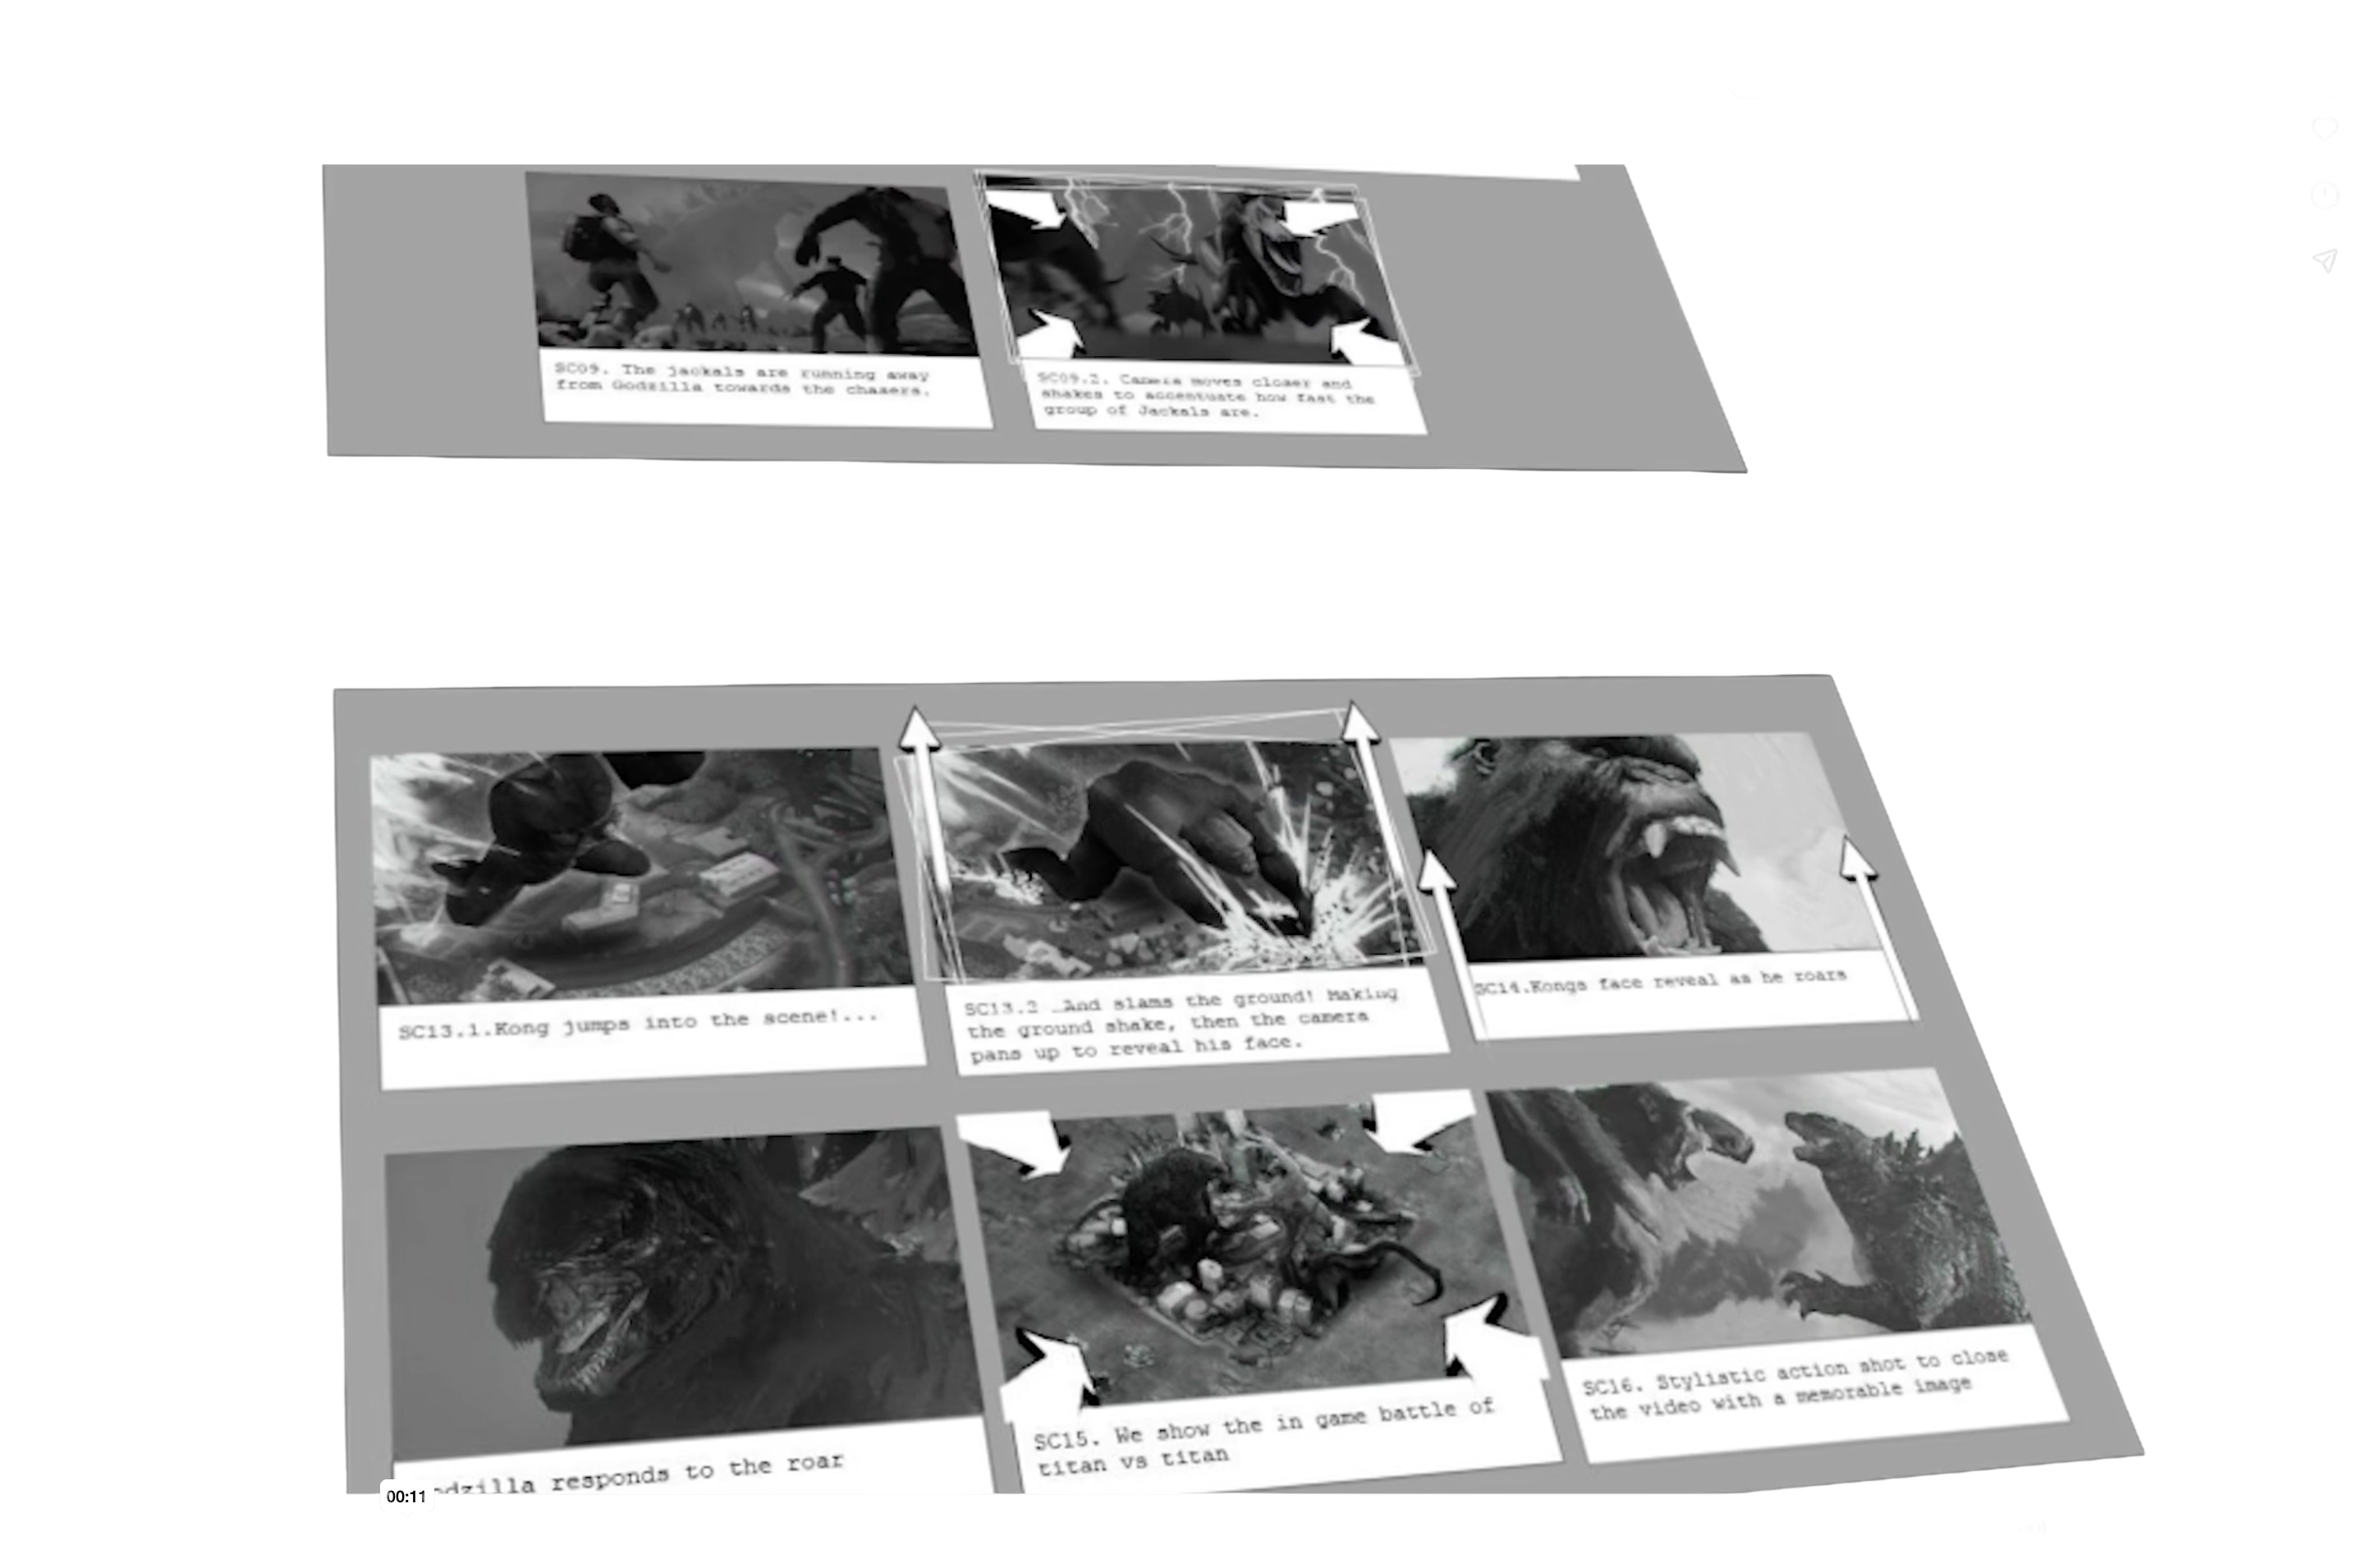 SC09. The jackals are running away
from Godzilla towards the chasers.
SC09.2. Camera moves closer and
shakes to accentuate how fast the
group of Jackals are.
SC13.1.Kong jumps into the scene!...
SC13.2 …And slams the ground! Making
the ground shake, then the camera
pans up to reveal his face.
SC14.Kongs face reveal as he roars
responds to the roar
SC15. We show the in game battle of
titan vs titan
SC16. Stylistic action shot to close
the video with a memorable image
00:11